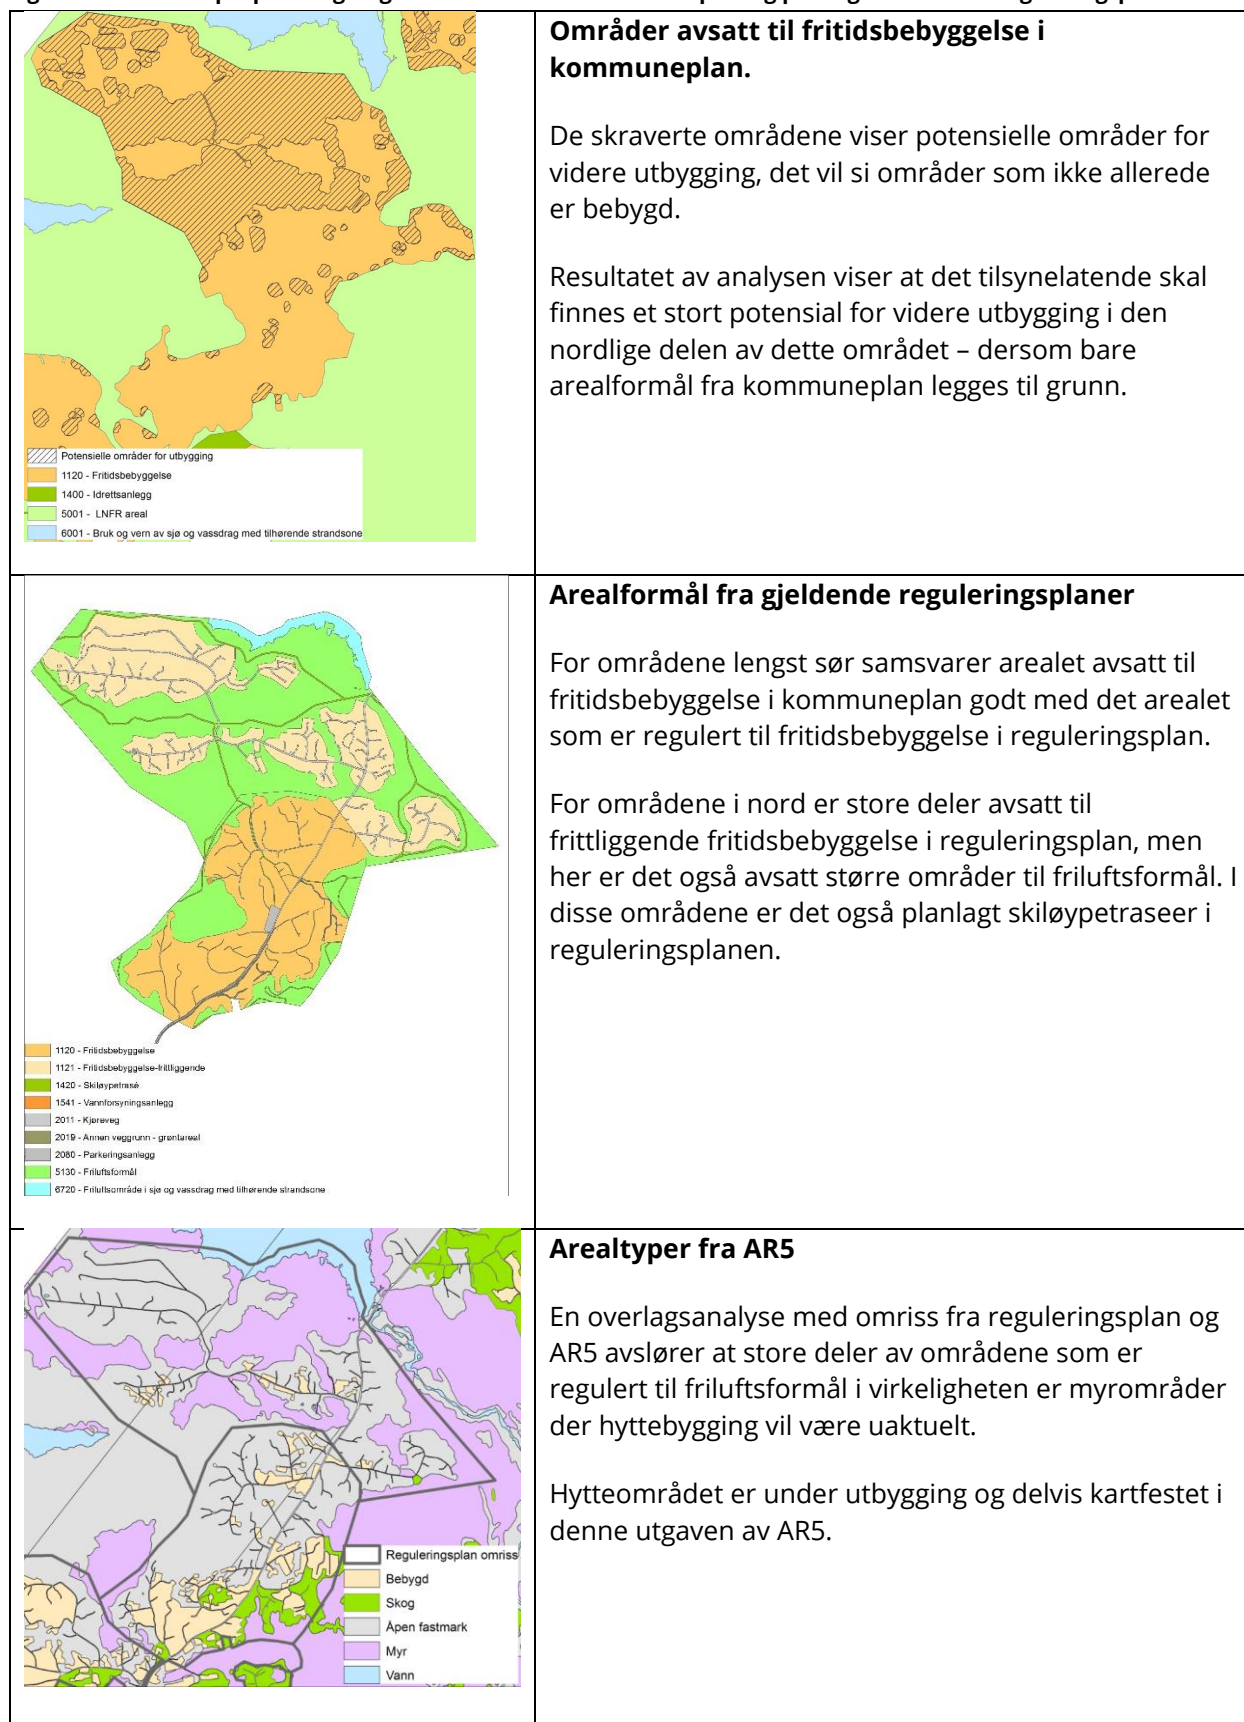 Områder avsatt til fritidsbebyggelse i
kommuneplan.
De skraverte områdene viser potensielle områder for
videre utbygging, det vil si områder som ikke allerede
er bebygd.
Resultatet av analysen viser at det tilsynelatende skal
finnes et stort potensial for videre utbygging i den
nordlige delen av dette området – dersom bare
arealformål fra kommuneplan legges til grunn.
Potensielle områder for utbygging
1120 - Fritidsbebyggelse
1400 - Idrettsanlegg
5001 - LNFR areal
6001 - Bruk og vern av sjø og vassdrag med tilhørende strandsone
Arealformål fra gjeldende reguleringsplaner
For områdene lengst sør samsvarer arealet avsatt til
fritidsbebyggelse i kommuneplan godt med det arealet
som er regulert til fritidsbebyggelse i reguleringsplan.
For områdene i nord er store deler avsatt til
frittliggende fritidsbebyggelse i reguleringsplan, men
her er det også avsatt større områder til friluftsformål. I
disse områdene er det også planlagt skiløypetraseer i
reguleringsplanen.
1120 - Fritidsbebyggelse
1121 - Fritidsbebyggelse-frittliggende
1420 - Skiløypetrasé
1541 - Vannforsyningsanlegg
2011 - Kjøreveg
2019 - Annen veggrunn - grøntareal
2080 - Parkeringsanlegg
5130 - Friluftsformål
6720 - Friluftsområde i sjø og vassdrag med tilhørende strandsone
Arealtyper fra AR5
En overlagsanalyse med omriss fra reguleringsplan og
AR5 avslører at store deler av områdene som er
regulert til friluftsformål i virkeligheten er myrområder
der hyttebygging vil være uaktuelt.
Hytteområdet er under utbygging og delvis kartfestet i
denne utgaven av AR5.
Reguleringsplan omriss
Bebygd
Skog
Åpen fastmark
Myr
Vann